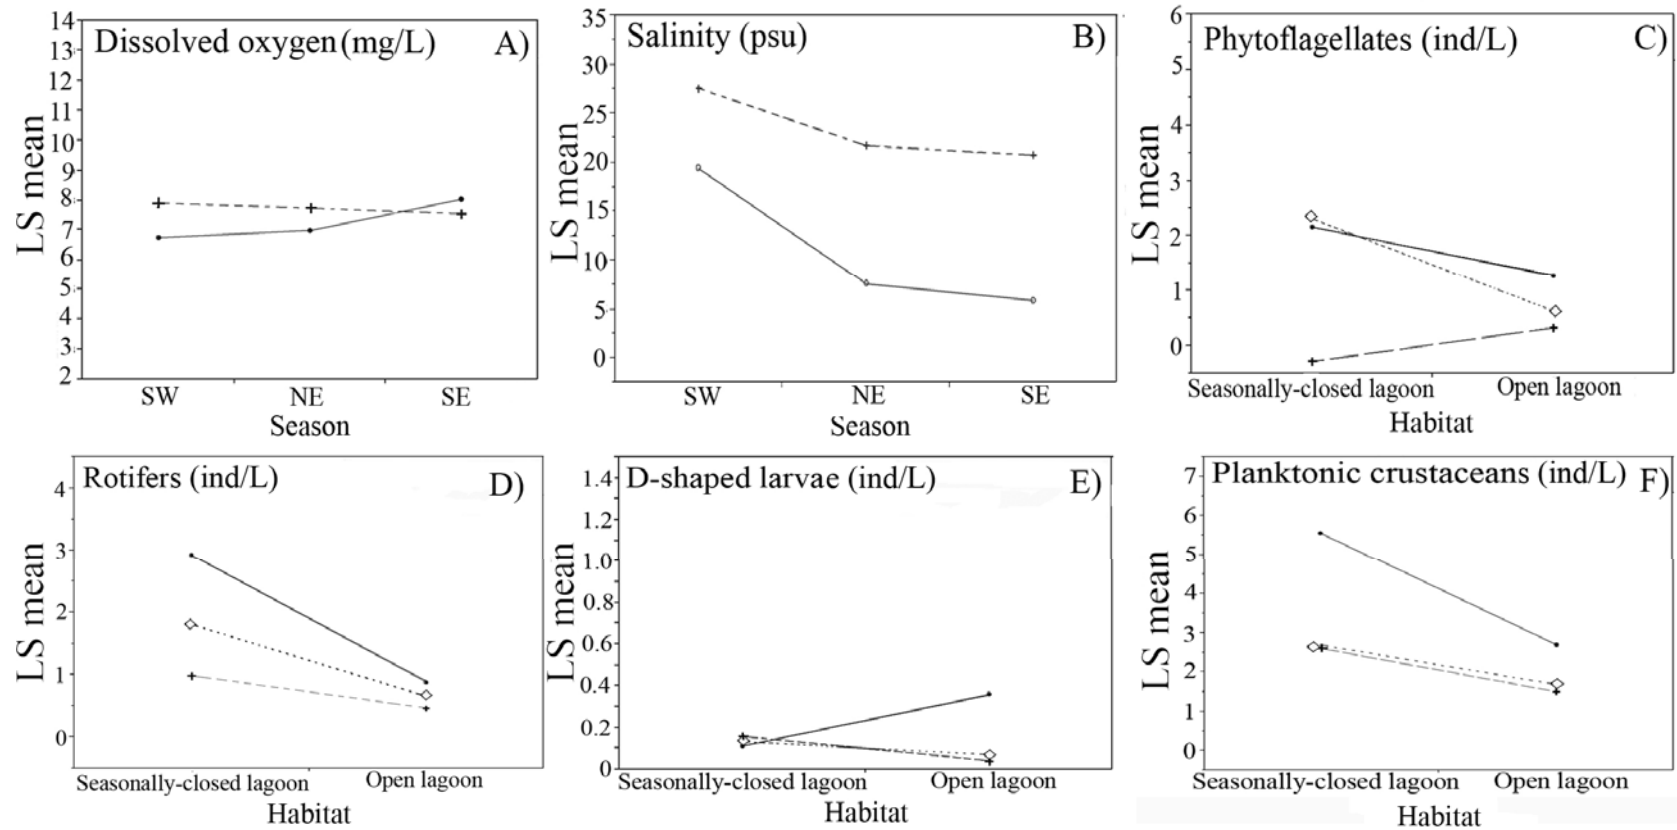 Dissolved oxygen (mg/L) A)
LS mean
14
13
12
11
10
9
8
7
6
5
4
3
2
SW NE SE
Season
Salinity (psu) B)
LS mean
35
30
25
20
15
10
5
0
SW NE SE
Season
Phytoflagellates (ind/L) C)
LS mean
6
5
4
3
2
1
0
Seasonally-closed lagoon Open lagoon
Habitat
Rotifers (ind/L) D)
LS mean
4
3
2
1
0
Seasonally-closed lagoon Open lagoon
Habitat
D-shaped larvae (ind/L) E)
LS mean
1.4
1.2
1.0
0.8
0.6
0.4
0.2
0
Seasonally-closed lagoon Open lagoon
Habitat
Planktonic crustaceans (ind/L) F)
LS mean
7
6
5
4
3
2
1
0
Seasonally-closed lagoon Open lagoon
Habitat